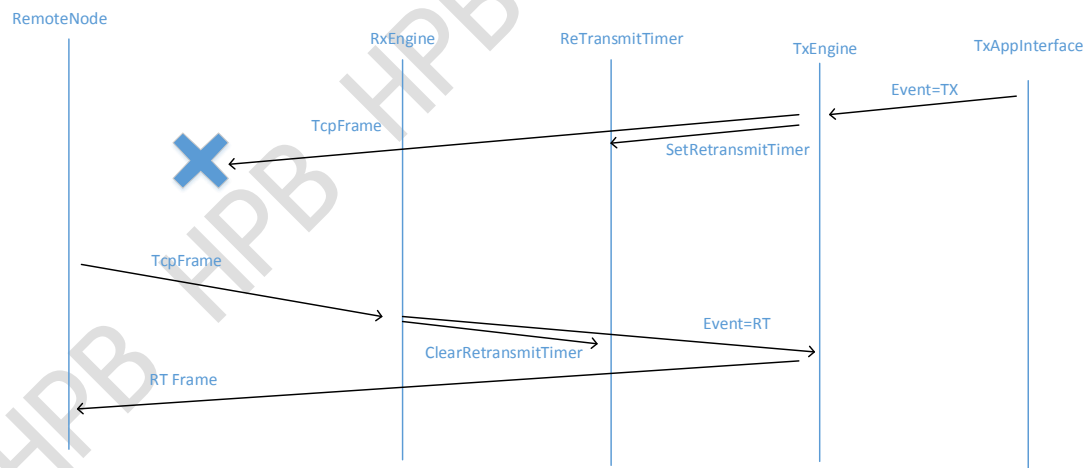 RemoteNode
RxEngine
ReTransmitTimer
TxEngine
TxAppInterface
Event=TX
TcpFrame
SetRetransmitTimer
TcpFrame
Event=RT
ClearRetransmitTimer
RT Frame
HPB
HPB
HPB
HPB
HPB